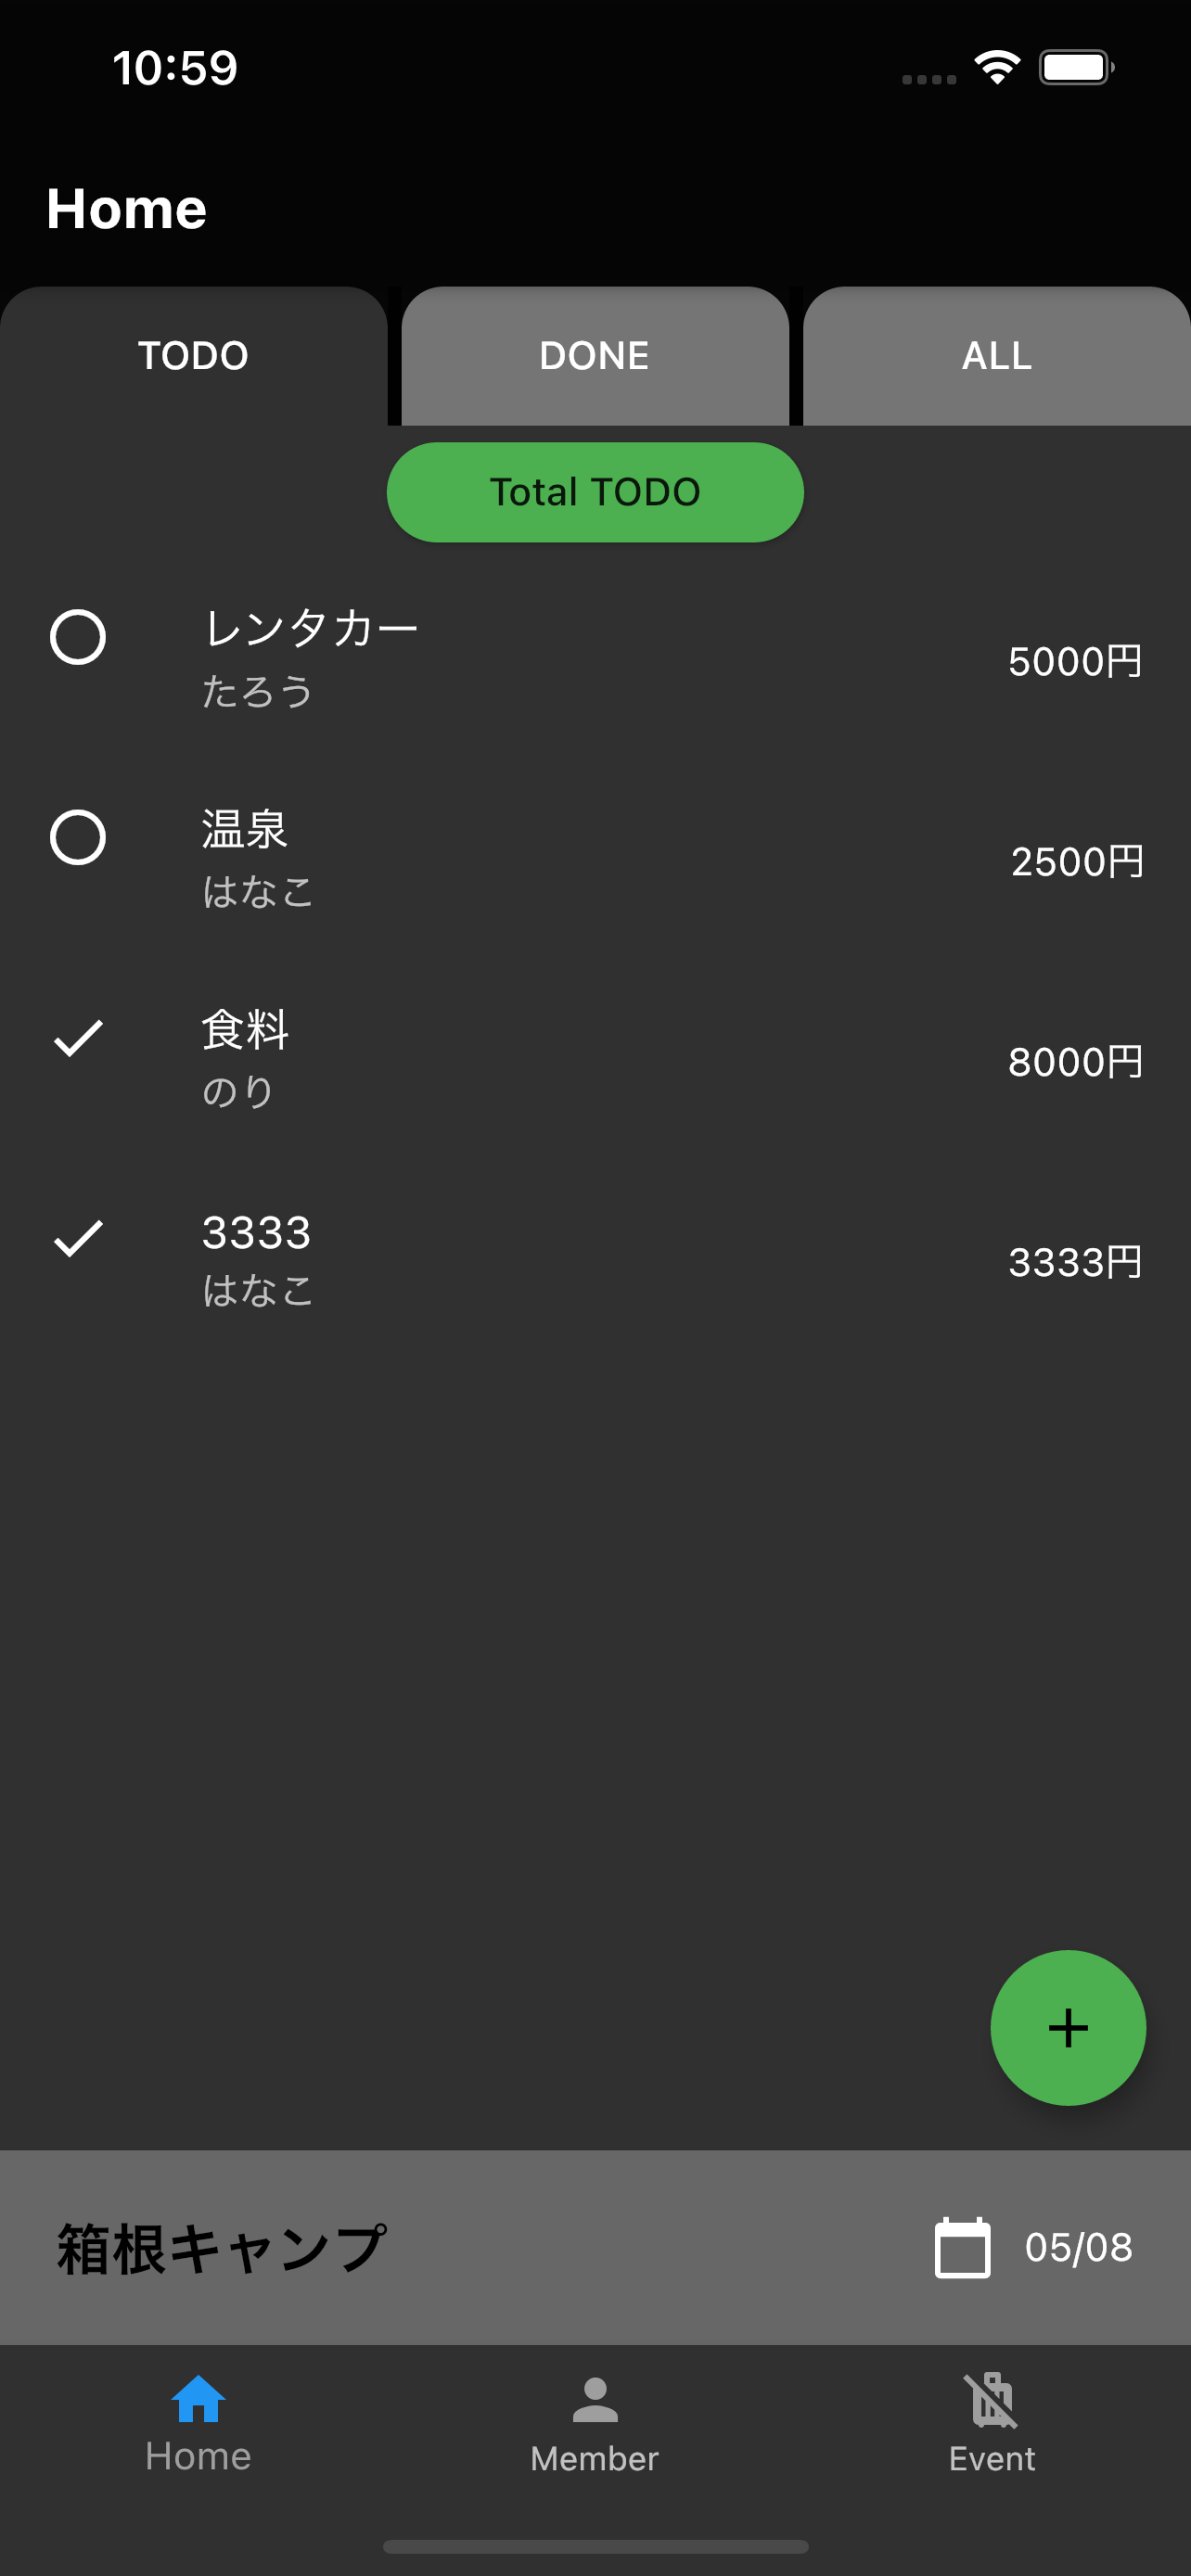 10:59
Home
TODO
DONE
ALL
Total TODO
レンタカー
たろう
5000円
温泉
はなこ
2500円
食料
のり
8000円
3333
はなこ
3333円
箱根キャンプ
05/08
Home
Member
Event